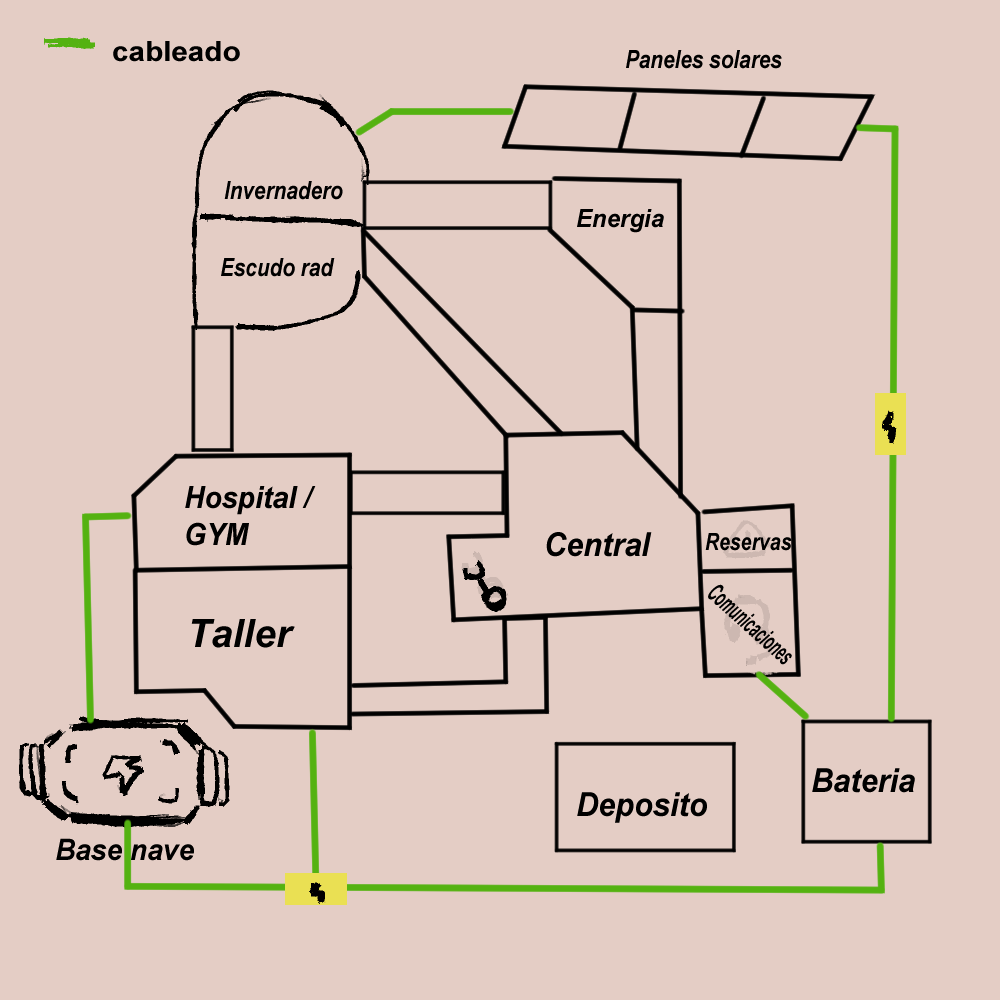 cableado
Paneles solares
Invernadero
Energia
Escudo rad
Hospital /
GYM
Central
Reservas
Comunicaciones
Taller
Bateria
Deposito
Base nave